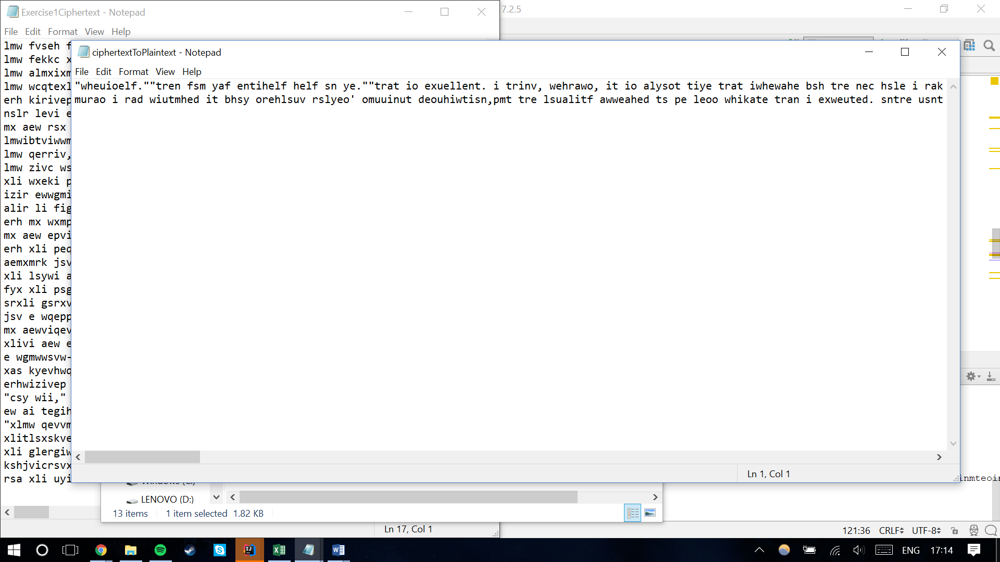 Exercise1Ciphertext - Notepad
7.2.5
File Edit Format View Help
lmw fvseh f
lmw fekkc x
lmw almxixm
lmw wcqtexl
erh kirivep
nslr levi e
mx aew rsx
lmwibtviwwm
lmw qerriv,
lmw zivc ws
xli wxeki p
izir ewwgmi
alir li fig
erh mx wxmp
mx aew epvi
erh xli peq
aemxmrk jsv
xli lsywi a
fyx xli psg
srxli gsrxv
jsv e wqepp
mx aewviqev
xlivi aew e
e wgmwwsvw-
xas kyevhwq
erhwizivep
"csy wii,"
ew ai tegih
"xlmw qevvm
xlitlsxskve
xli glergiw
kshjvicrsvx
rsa xli uyi
Ln 17, Col 1
ciphertextToPlaintext - Notepad
File Edit Format View Help
"wheuioelf.""tren fsm yaf entihelf helf sn ye.""trat io exuellent. i trinv, wehrawo, it io alysot tiye trat iwhewahe bsh tre nec hsle i rak
murao i rad wiutmhed it bhsy orehlsuv rslyeo' omuuinut deouhiwtisn,pmt tre lsualitf awweahed ts pe leoo whikate tran i exweuted. sntre usnt
Ln 1, Col 1
inmteoin
LENOVO (D:)
13 items 1 item selected 1.82 KB
121:36 CRLF UTF-8
ENG 17:14